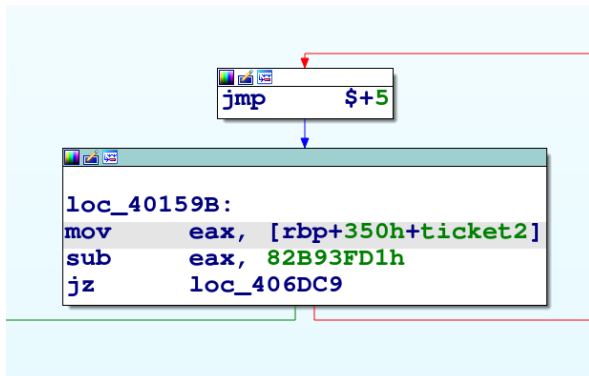 jmp $+5
loc_40159B:
mov eax, [rbp+350h+ticket2]
sub eax, 82B93FD1h
jz loc_406DC9